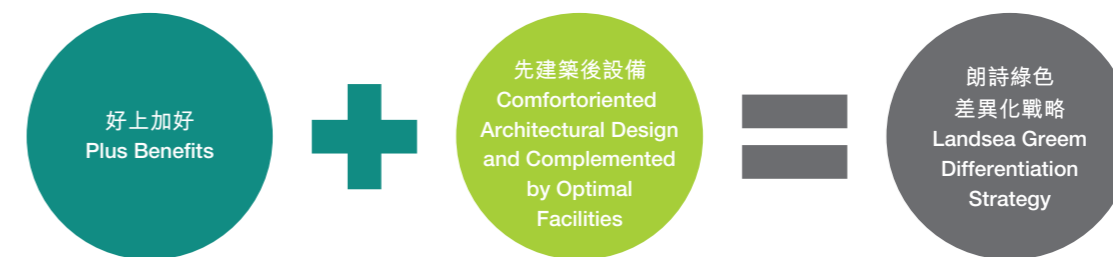 好上加好
Plus Benefits
先建築後設備
Comfortoriented
Architectural Design
and Complemented
by Optimal
Facilities
朗詩綠色
差異化戰略
Landsea Greem
Differentiation
Strategy